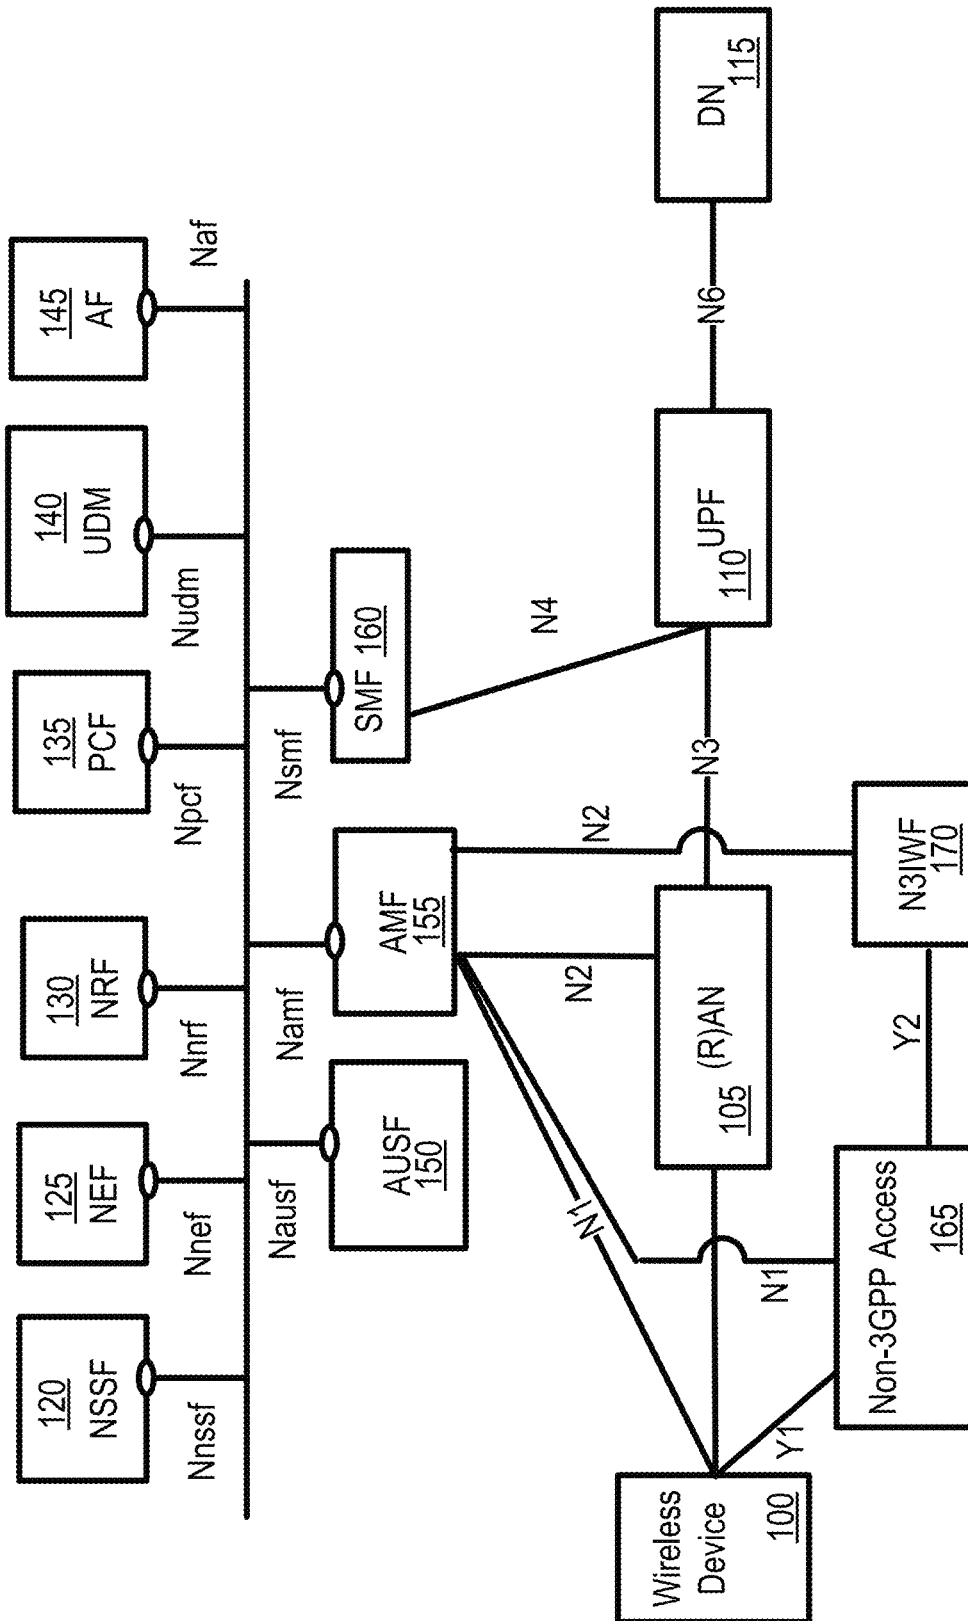 120
NSSF
125
NEF
130
NRF
135
PCF
140
UDM
145
AF
Nnssf
Nnef
Nnrf
Npcf
Nudm
Naf
Nausf
Namf
Nsmf
AUSF
150
AMF
155
SMF 160
N1
N2
N2
N4
Wireless
Device
100
105 (R)AN
N3
110 UPF
N6
DN
115
Y1
N1
Non-3GPP Access
165
Y2
N3IWF
170